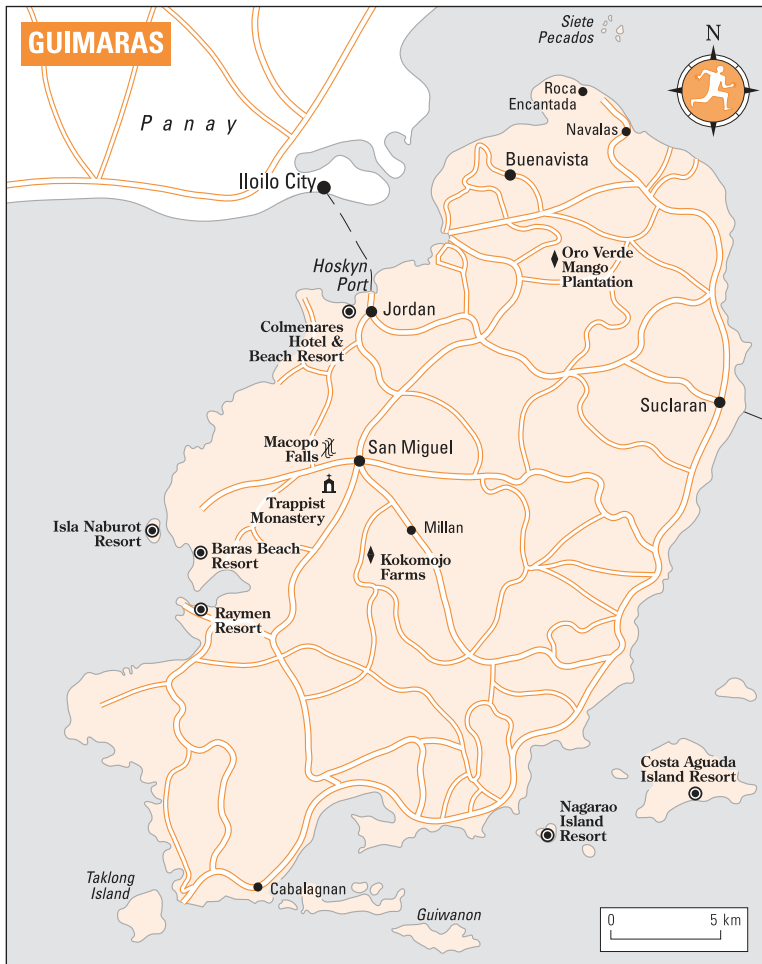 GUIMARAS
Siete
Pecados
N
Roca
Encantada
Navalas
Panay
Buenavista
Iloilo City
Oro Verde
Mango
Plantation
Hoskyn
Port
Jordan
Colmenares
Hotel &
Beach Resort
Suclaran
Macopo
Falls
San Miguel
Trappist
Monastery
Isla Naburot
Resort
Millan
Baras Beach
Resort
Kokomojo
Farms
Raymen
Resort
Costa Aguada
Island Resort
Nagarao
Island
Resort
Taklong
Island
Cabalagnan
Guiwanon
0 5 km